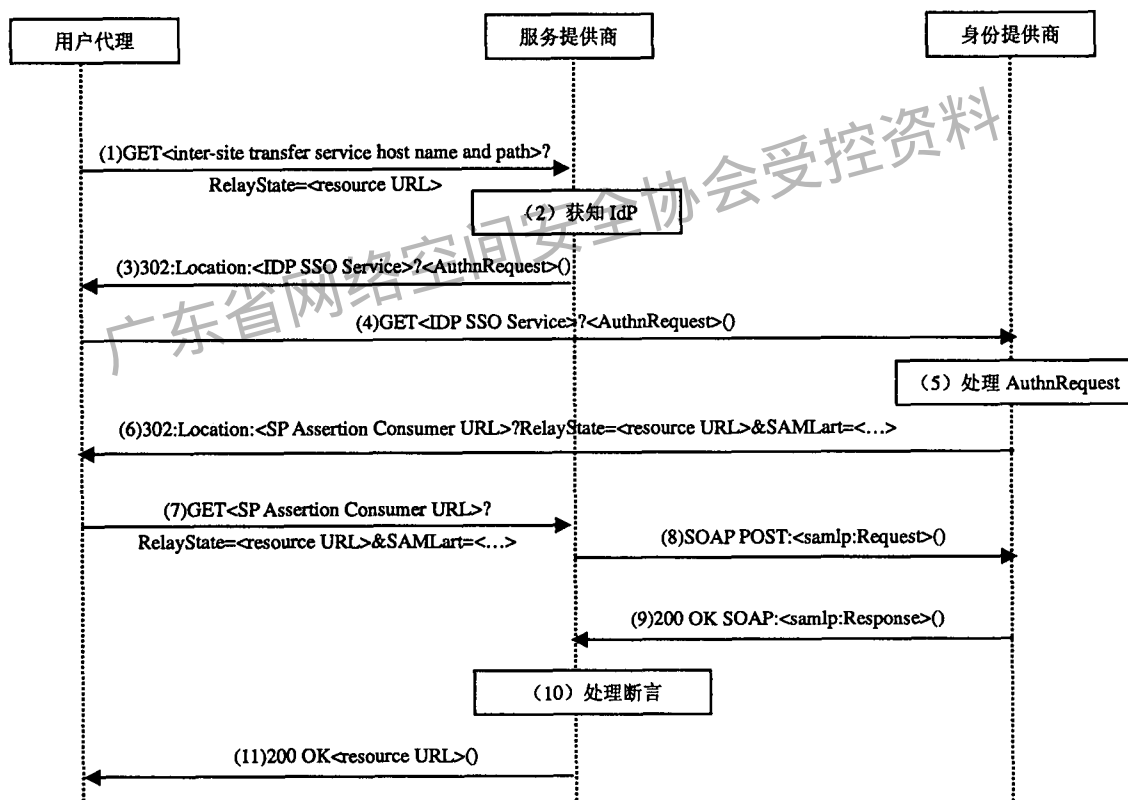 用户代理
服务提供商
身份提供商
(1)GET<inter-site transfer service host name and path>?
RelayState=<resource URL>
(2) 获知 IdP
(3)302:Location:<IDP SSO Service>?<AuthnRequest>()
(4)GET<IDP SSO Service>?<AuthnRequest>()
(5) 处理 AuthnRequest
(6)302:Location:<SP Assertion Consumer URL>?RelayState=<resource URL>&SAMLart=<…>
(7)GET<SP Assertion Consumer URL>?
RelayState=<resource URL>&SAMLart=<…>
(8)SOAP POST:<samlp:Request>()
(9)200 OK SOAP:<samlp:Response>()
(10) 处理断言
(11)200 OK<resource URL>()
广东省网络空间安全协会受控资料